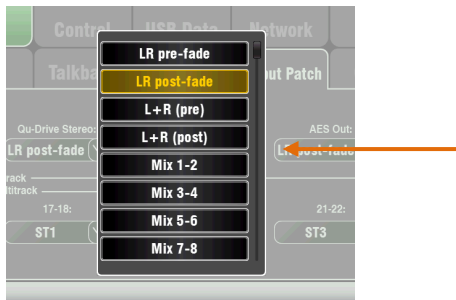 Control USB Data Network
Talkba
ut Patch
LR pre-fade
LR post-fade
L+R (pre)
L+R (post)
Mix 1-2
Mix 3-4
Mix 5-6
Mix 7-8
Qu-Drive Stereo:
AES Out:
LR post-fade
LR post-fade
rack
ltitrack
17-18:
21-22:
ST1
ST3